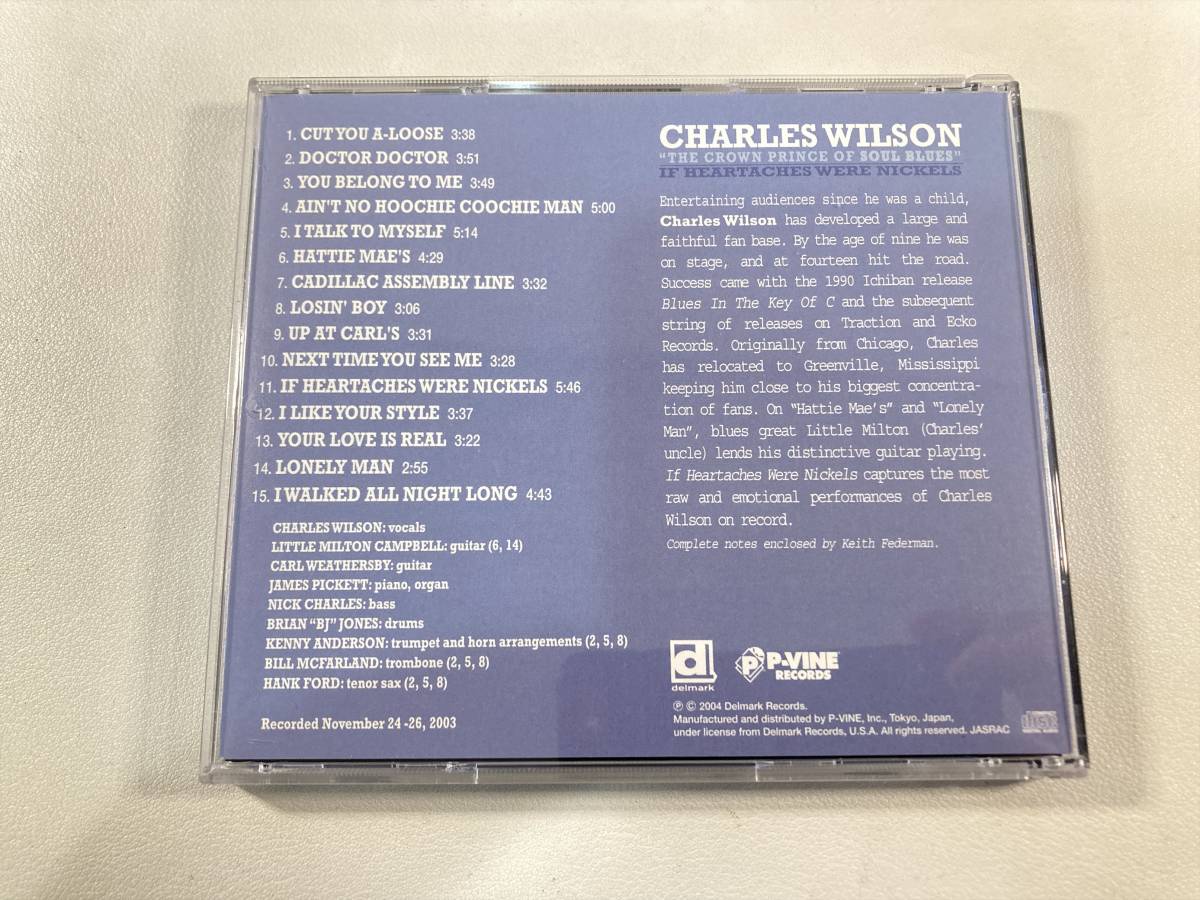 1. CUT YOU A-LOOSE 3:38
2. DOCTOR DOCTOR 3:51
3. YOU BELONG TO ME 3:49
4. AIN'T NO HOOCHIE COOCHIE MAN 5:00
5. I TALK TO MYSELF 5:14
6. HATTIE MAE'S 4:29
7. CADILLAC ASSEMBLY LINE 3:32
8. LOSIN' BOY 3:06
9. UP AT CARL'S 3:31
10. NEXT TIME YOU SEE ME 3:28
11. IF HEARTACHES WERE NICKELS 5:46
12. I LIKE YOUR STYLE 3:37
13. YOUR LOVE IS REAL 3:22
14. LONELY MAN 2:55
15. I WALKED ALL NIGHT LONG 4:43
CHARLES WILSON: vocals
LITTLE MILTON CAMPBELL: guitar (6, 14)
CARL WEATHERSBY: guitar
JAMES PICKETT: piano, organ
NICK CHARLES: bass
BRIAN "BJ" JONES: drums
KENNY ANDERSON: trumpet and horn arrangements (2, 5, 8)
BILL MCFARLAND: trombone (2, 5, 8)
HANK FORD: tenor sax (2, 5, 8)
Recorded November 24 -26, 2003
CHARLES WILSON
"THE CROWN PRINCE OF SOUL BLUES"
IF HEARTACHES WERE NICKELS
Entertaining audiences since he was a child,
Charles Wilson has developed a large and
faithful fan base. By the age of nine he was
on stage, and at fourteen hit the road.
Success came with the 1990 Ichiban release
Blues In The Key Of C and the subsequent
string of releases on Traction and Ecko
Records. Originally from Chicago, Charles
has relocated to Greenville, Mississippi
keeping him close to his biggest concentra-
tion of fans. On "Hattie Mae's" and "Lonely
Man", blues great Little Milton (Charles'
uncle) lends his distinctive guitar playing.
If Heartaches Were Nickels captures the most
raw and emotional performances of Charles
Wilson on record.
Complete notes enclosed by Keith Federman.
d
delmark
P P-VINE
RECORDS
℗ © 2004 Delmark Records.
Manufactured and distributed by P-VINE, Inc., Tokyo, Japan,
under license from Delmark Records, U.S.A. All rights reserved. JASRAC
disc
DIGITAL AUDIO